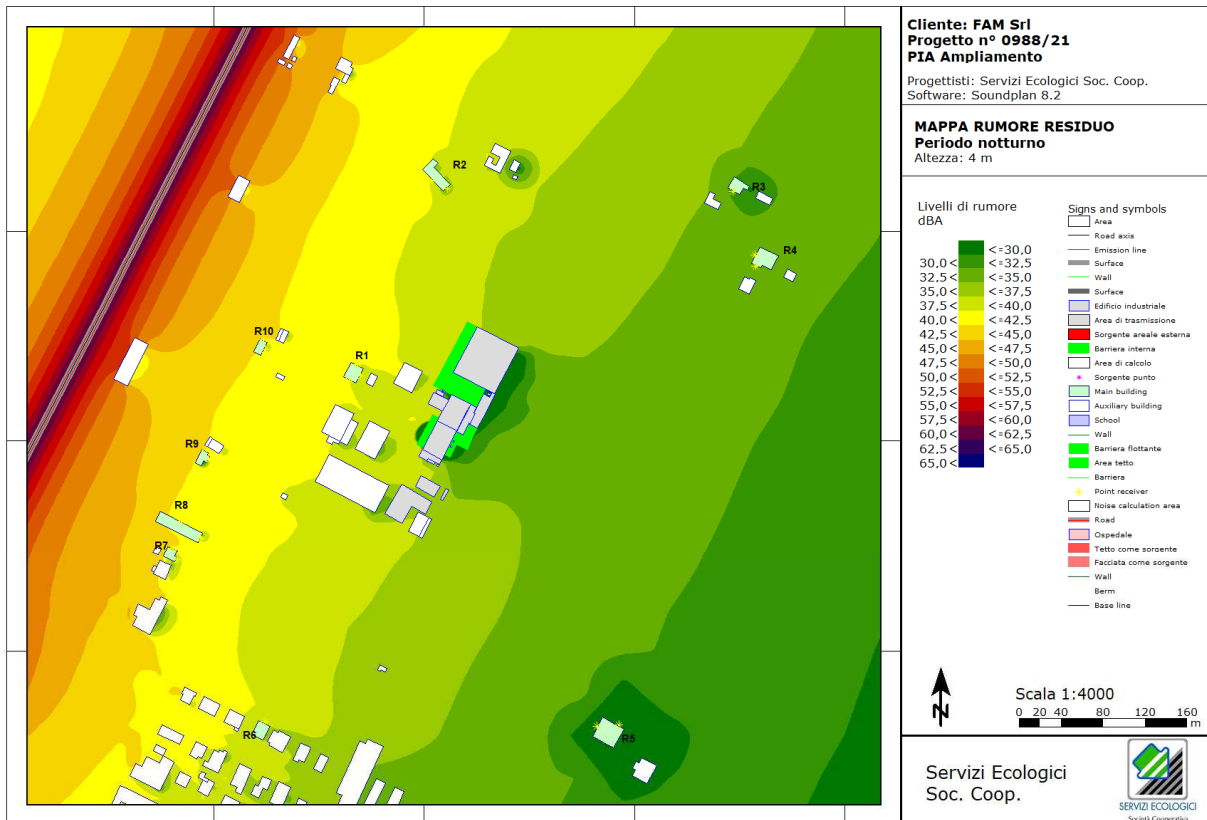 Cliente: FAM Srl
Progetto n° 0988/21
PIA Ampliamento
Progettisti: Servizi Ecologici Soc. Coop.
Software: Soundplan 8.2
MAPPA RUMORE RESIDUO
Periodo notturno
Altezza: 4 m
Livelli di rumore
dBA
<=30,0
30,0< <=32,5
32,5< <=35,0
35,0< <=37,5
37,5< <=40,0
40,0< <=42,5
42,5< <=45,0
45,0< <=47,5
47,5< <=50,0
50,0< <=52,5
52,5< <=55,0
55,0< <=57,5
57,5< <=60,0
60,0< <=62,5
62,5< <=65,0
65,0<
Signs and symbols
Area
Road axis
Emission line
Surface
Wall
Surface
Edificio industriale
Area di trasmissione
Sorgente areale esterna
Barriera interna
Area di calcolo
Sorgente punto
Main building
Auxiliary building
School
Wall
Barriera flottante
Area tetto
Barriera
Point receiver
Noise calculation area
Road
Ospedale
Tetto come sorgente
Facciata come sorgente
Wall
Berm
Base line
R2
R3
R4
R10
R1
R9
R8
R7
R6
R5
N
Scala 1:4000
0 20 40 80 120 160
m
Servizi Ecologici
Soc. Coop.
SERVIZI ECOLOGICI
Società Cooperativa